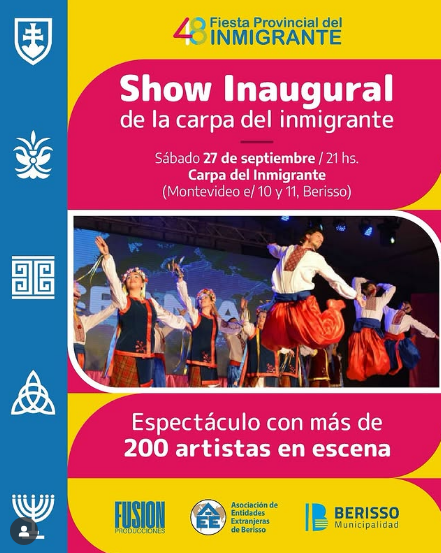 48 Fiesta Provincial del
INMIGRANTE
Show Inaugural
de la carpa del inmigrante
Sábado 27 de septiembre / 21 hs.
Carpa del Inmigrante
(Montevideo e/ 10 y 11, Berisso)
Espectáculo con más de
200 artistas en escena
FUSION
PRODUCCIONES
AEE
Asociación de
Entidades
Extranjeras
de Berisso
BERISSO
Municipalidad